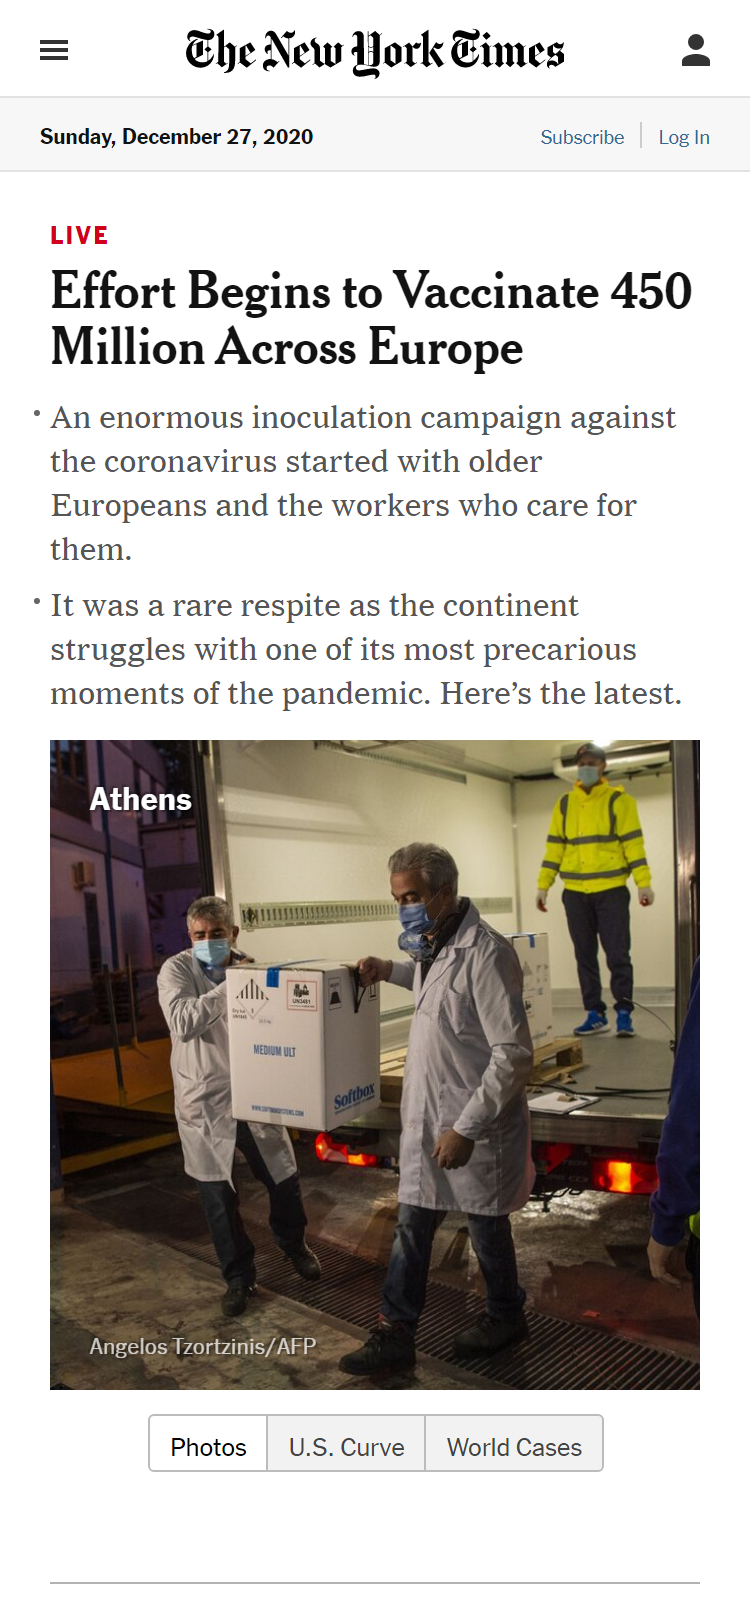 The New York Times
Sunday, December 27, 2020
Subscribe
Log In
LIVE
Effort Begins to Vaccinate 450
Million Across Europe
• An enormous inoculation campaign against
the coronavirus started with older
Europeans and the workers who care for
them.
• It was a rare respite as the continent
struggles with one of its most precarious
moments of the pandemic. Here’s the latest.
Athens
UN3481
MEDIUM ULT
Softbox
Angelos Tzortzinis/AFP
Photos
U.S. Curve
World Cases